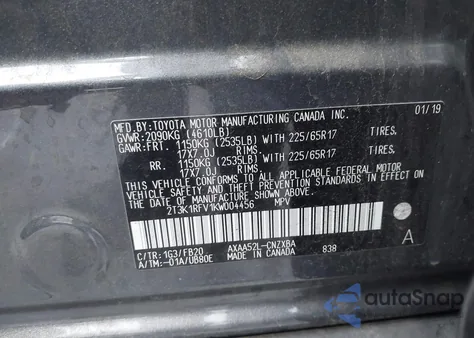 MFD.BY:TOYOTA MOTOR MANUFACTURING CANADA INC. 01/19
GVWR:2090KG (4610LB)
GAWR:FRT. 1150KG (2535LB) WITH 225/65R17 TIRES.
17X7.0J RIMS.
RR. 1150KG (2535LB) WITH 225/65R17 TIRES.
17X7.0J RIMS.
THIS VEHICLE CONFORMS TO ALL APPLICABLE FEDERAL MOTOR
VEHICLE SAFETY AND THEFT PREVENTION STANDARDS IN
EFFECT ON THE DATE OF MANUFACTURE SHOWN ABOVE.
2T3K1RFV1KW004456 MPV
A
C/TR:1G3/FB20 AXAA52L-CNZXBA 838
A/TM:-01A/UB80E MADE IN CANADA
autoSnap